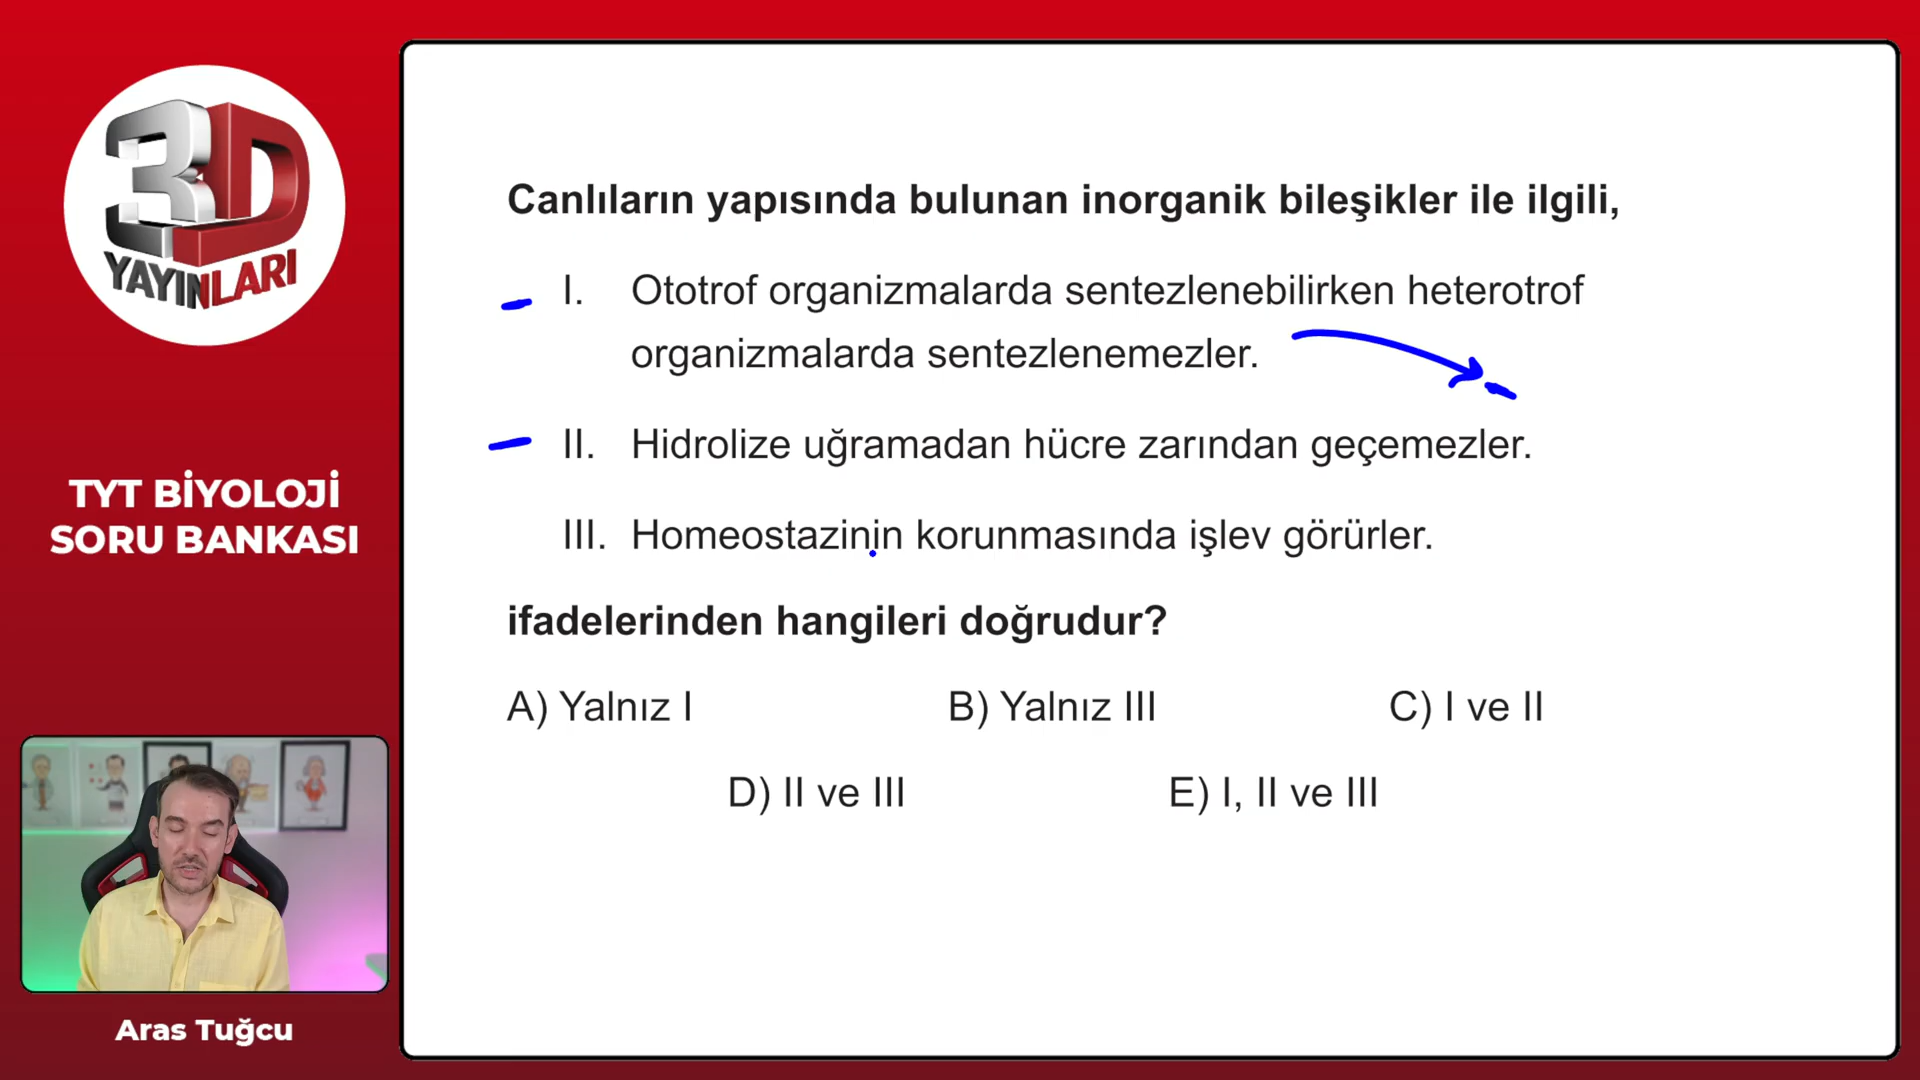 3D
YAYINLARI
TYT BİYOLOJİ
SORU BANKASI
Aras Tuğcu
Canlıların yapısında bulunan inorganik bileşikler ile ilgili,
I. Ototrof organizmalarda sentezlenebilirken heterotrof
organizmalarda sentezlenemezler.
II. Hidrolize uğramadan hücre zarından geçemezler.
III. Homeostazinin korunmasında işlev görürler.
ifadelerinden hangileri doğrudur?
A) Yalnız I B) Yalnız III C) I ve II
D) II ve III E) I, II ve III